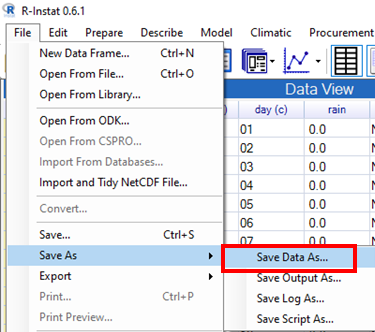 R-Instat 0.6.1
File Edit Prepare Describe Model Climatic Procurement
New Data Frame... Ctrl+N
Open From File... Ctrl+O
Open From Library...
Open From ODK...
Open From CSPRO...
Import From Databases...
Import and Tidy NetCDF File...
Convert...
Save... Ctrl+S
Save As
Export
Print... Ctrl+P
Print Preview...
Data View
day (c) rain
01 0.0
02 0.0
03 0.0
04 0.0
05 0.0
06 0.0
07 0.0
Save Data As...
Save Output As...
Save Log As...
Save Script As...